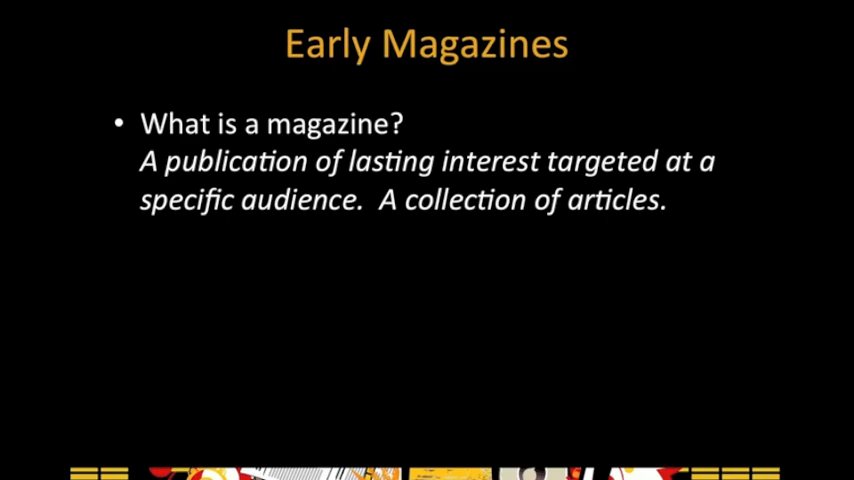 Early Magazines
• What is a magazine?
A publication of lasting interest targeted at a
specific audience.  A collection of articles.